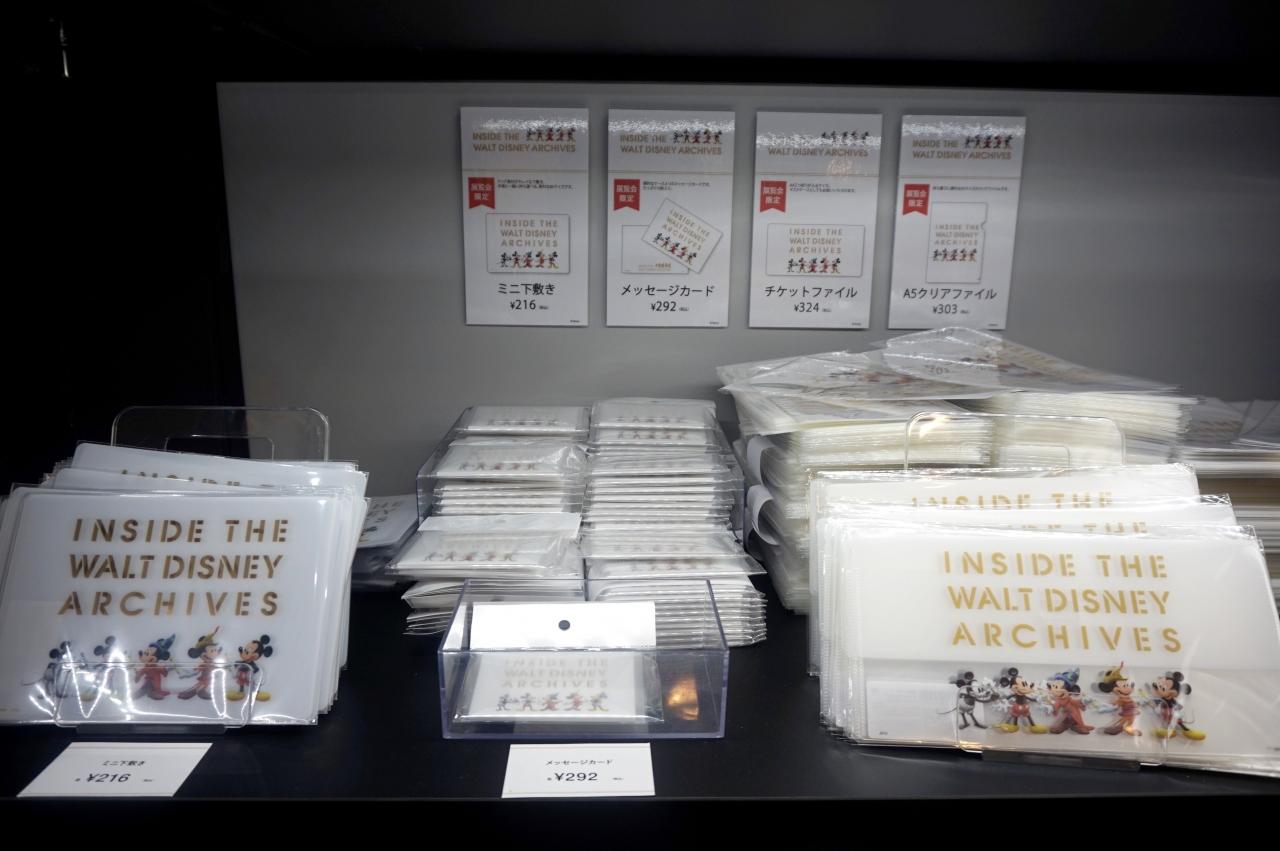 INSIDE THE
WALT DISNEY ARCHIVES
展覧会
限定
INSIDE THE
WALT DISNEY
ARCHIVES
ミニ下敷き
¥216
INSIDE THE
WALT DISNEY ARCHIVES
展覧会
限定
INSIDE THE
WALT DISNEY
ARCHIVES
メッセージカード
¥292
WALT DISNEY ARCHIVES
展覧会
限定
INSIDE THE
WALT DISNEY
ARCHIVES
チケットファイル
¥324
INSIDE THE
WALT DISNEY ARCHIVES
展覧会
限定
INSIDE THE
WALT DISNEY
ARCHIVES
A5クリアファイル
¥303
INSIDE THE
WALT DISNEY
ARCHIVES
INSIDE THE
WALT DISNEY
ARCHIVES
INSIDE THE
INSIDE THE
WALT DISNEY
ARCHIVES
ミニ下敷き
¥216
メッセージカード
¥292